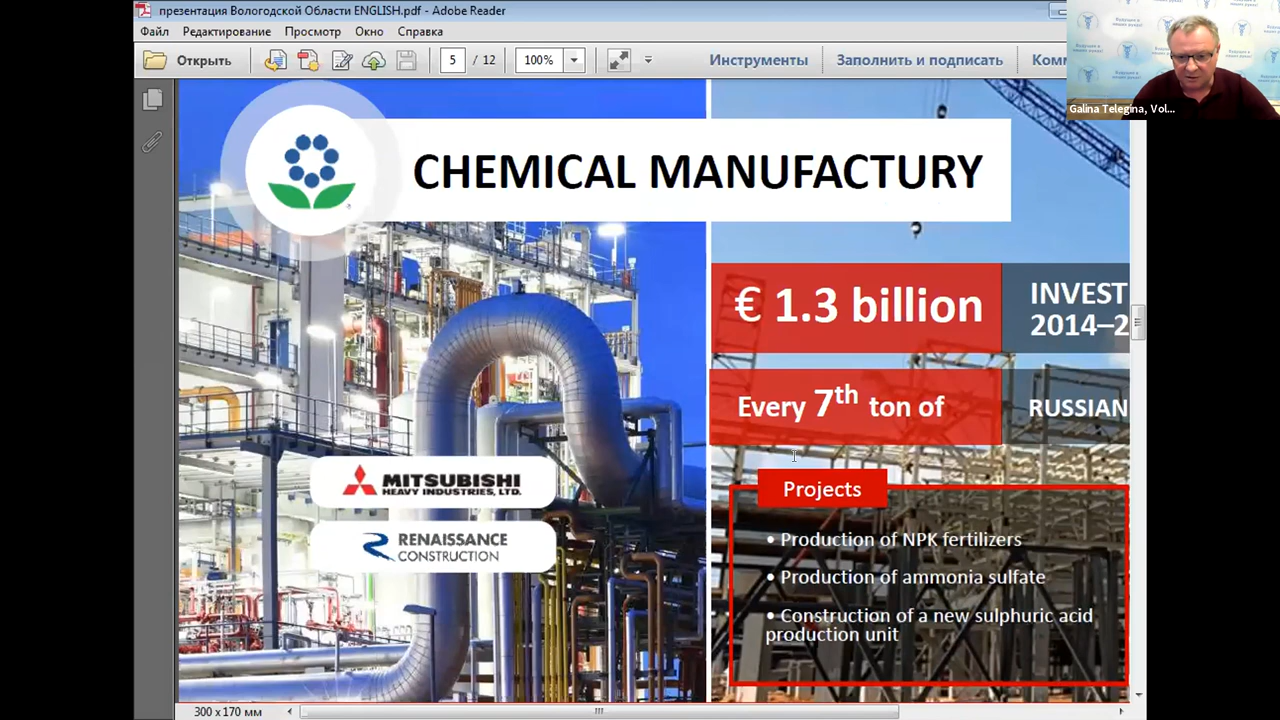 презентация Вологодской Области ENGLISH.pdf - Adobe Reader
Файл Редактирование Просмотр Окно Справка
Открыть
5 / 12
100%
Инструменты
Заполнить и подписать
Комм
Galina Telegina, Vol...
CHEMICAL MANUFACTURY
€ 1.3 billion
INVEST
2014–2
Every 7th ton of
RUSSIAN
MITSUBISHI
HEAVY INDUSTRIES, LTD.
RENAISSANCE
CONSTRUCTION
Projects
• Production of NPK fertilizers
• Production of ammonia sulfate
• Construction of a new sulphuric acid
production unit
300 x 170 мм